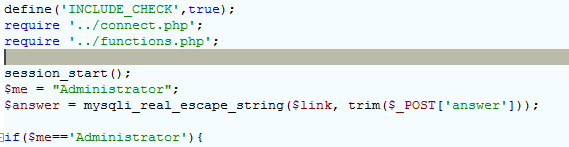 define('INCLUDE_CHECK',true);
require '../connect.php';
require '../functions.php';
session_start();
$me = "Administrator";
$answer = mysqli_real_escape_string($link, trim($_POST['answer']));
if($me=='Administrator'){